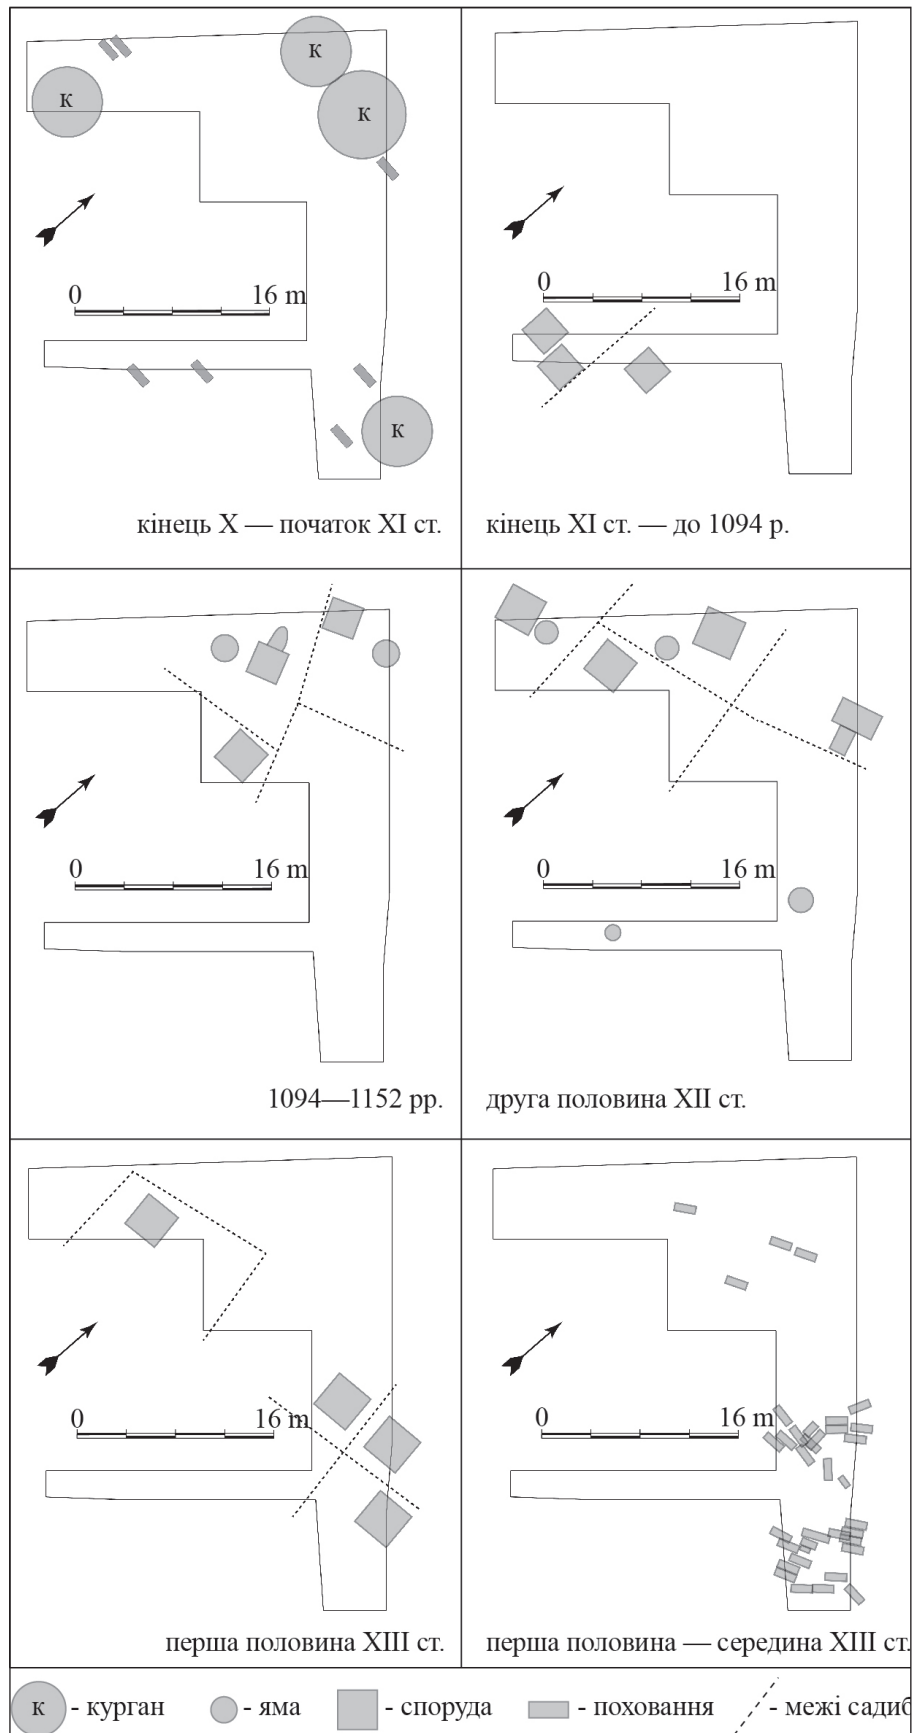 к
к
к
0 16 m
к
кінець X — початок XI ст.
0 16 m
кінець XI ст. — до 1094 р.
0 16 m
1094—1152 рр.
0 16 m
друга половина XII ст.
0 16 m
перша половина XIII ст.
0 16 m
перша половина — середина XIII ст.
к - курган - яма - споруда - поховання - межі садиб